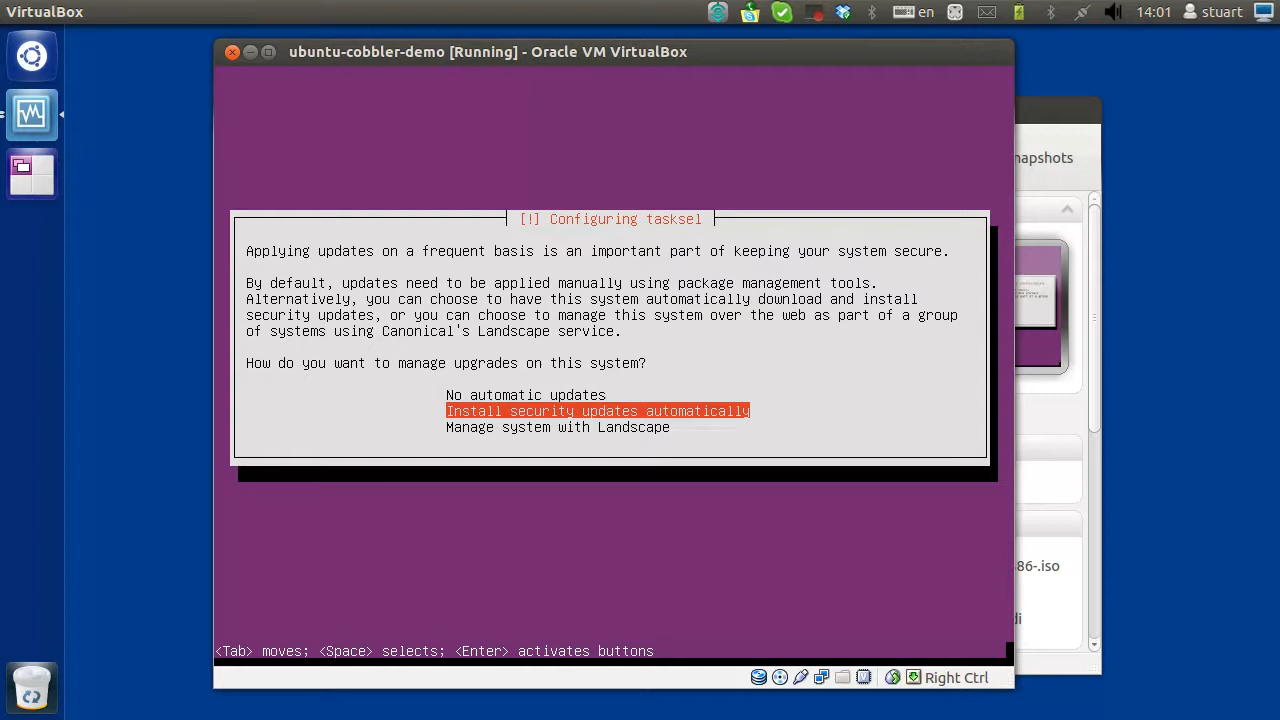 VirtualBox
en
14:01
stuart
ubuntu-cobbler-demo [Running] - Oracle VM VirtualBox
napshots
[!] Configuring tasksel
Applying updates on a frequent basis is an important part of keeping your system secure.
By default, updates need to be applied manually using package management tools.
Alternatively, you can choose to have this system automatically download and install
security updates, or you can choose to manage this system over the web as part of a group
of systems using Canonical's Landscape service.
How do you want to manage upgrades on this system?
No automatic updates
Install security updates automatically
Manage system with Landscape
86-.iso
di
<Tab> moves; <Space> selects; <Enter> activates buttons
Right Ctrl